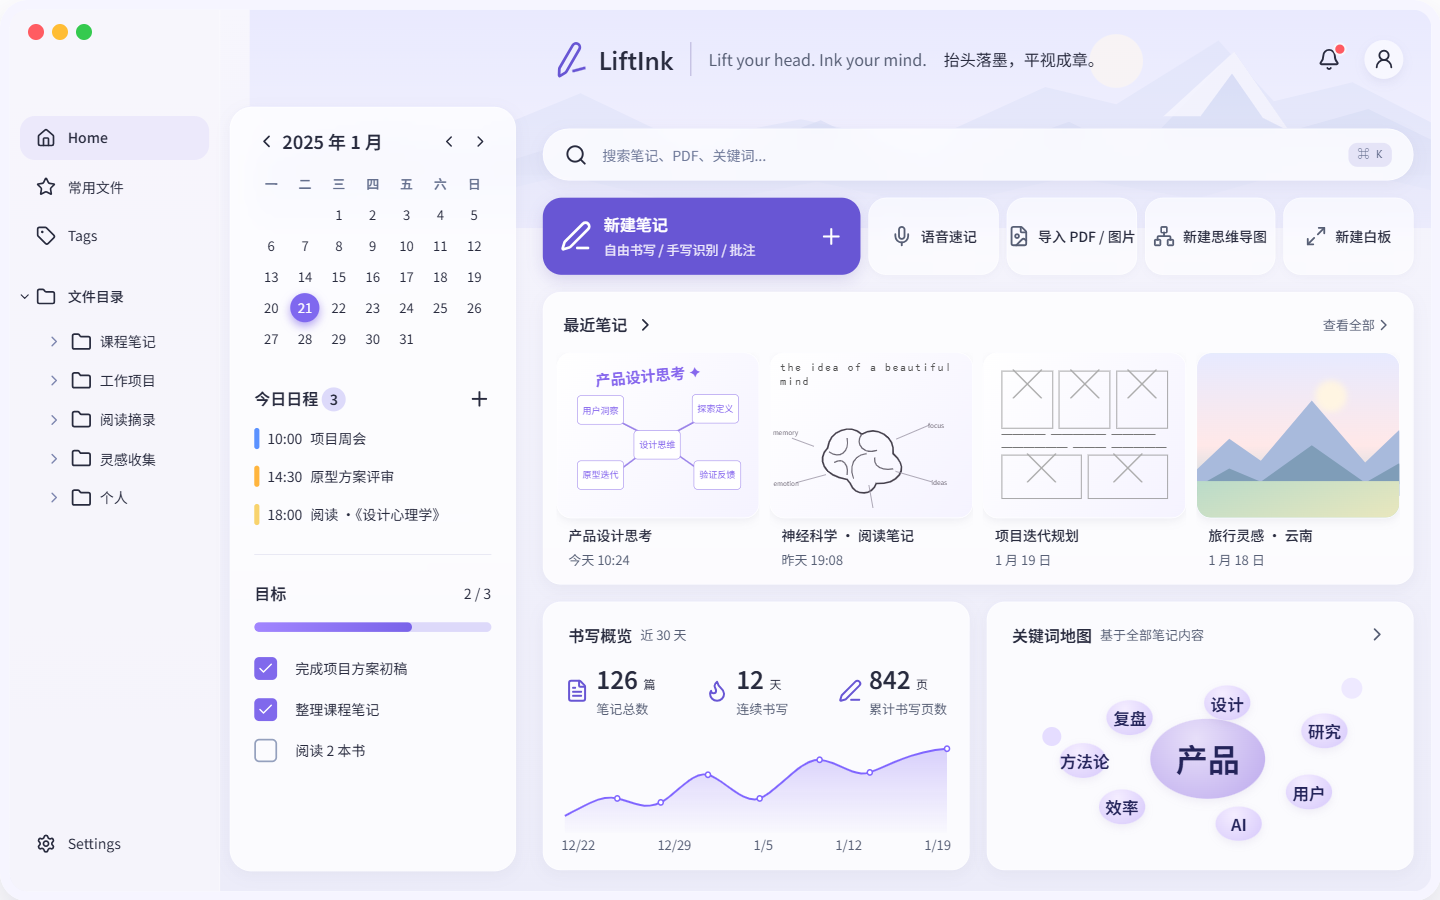 LiftInk
Lift your head. Ink your mind. 抬头落墨，平视成章。
Home
常用文件
Tags
文件目录
课程笔记
工作项目
阅读摘录
灵感收集
个人
Settings
2025 年 1 月
一 二 三 四 五 六 日
1 2 3 4 5
6 7 8 9 10 11 12
13 14 15 16 17 18 19
20 21 22 23 24 25 26
27 28 29 30 31
今日日程 3
10:00 项目周会
14:30 原型方案评审
18:00 阅读 ·《设计心理学》
目标 2 / 3
完成项目方案初稿
整理课程笔记
阅读 2 本书
搜索笔记、PDF、关键词...
⌘ K
新建笔记
自由书写 / 手写识别 / 批注
语音速记
导入 PDF / 图片
新建思维导图
新建白板
最近笔记
查看全部
产品设计思考
用户洞察
探索定义
设计思维
原型迭代
验证反馈
产品设计思考
今天 10:24
the idea of a beautiful
mind
memory
focus
emotion
ideas
神经科学 · 阅读笔记
昨天 19:08
项目迭代规划
1 月 19 日
旅行灵感 · 云南
1 月 18 日
书写概览 近 30 天
126 篇
笔记总数
12 天
连续书写
842 页
累计书写页数
12/22 12/29 1/5 1/12 1/19
关键词地图 基于全部笔记内容
设计
复盘
研究
产品
方法论
用户
效率
AI